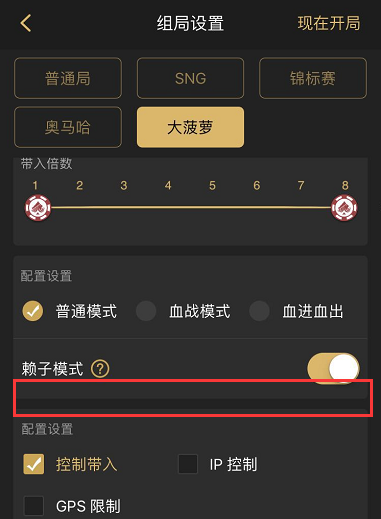 组局设置 现在开局
普通局 SNG 锦标赛
奥马哈 大菠萝
带入倍数
1 2 3 4 5 6 7 8
配置设置
普通模式 血战模式 血进血出
赖子模式 ?
配置设置
控制带入 IP 控制
GPS 限制